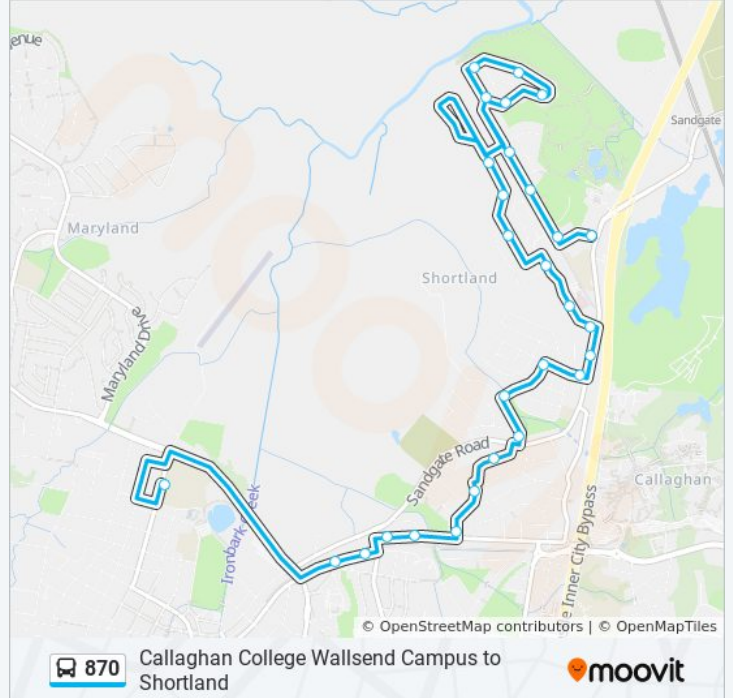 enue
Sandgate
Maryland
Shortland
Maryland Drive
Sandgate Road
Callaghan
Ironbark Creek
e Inner City Bypass
© OpenStreetMap contributors | © OpenMapTiles
870
Callaghan College Wallsend Campus to
Shortland
moovit